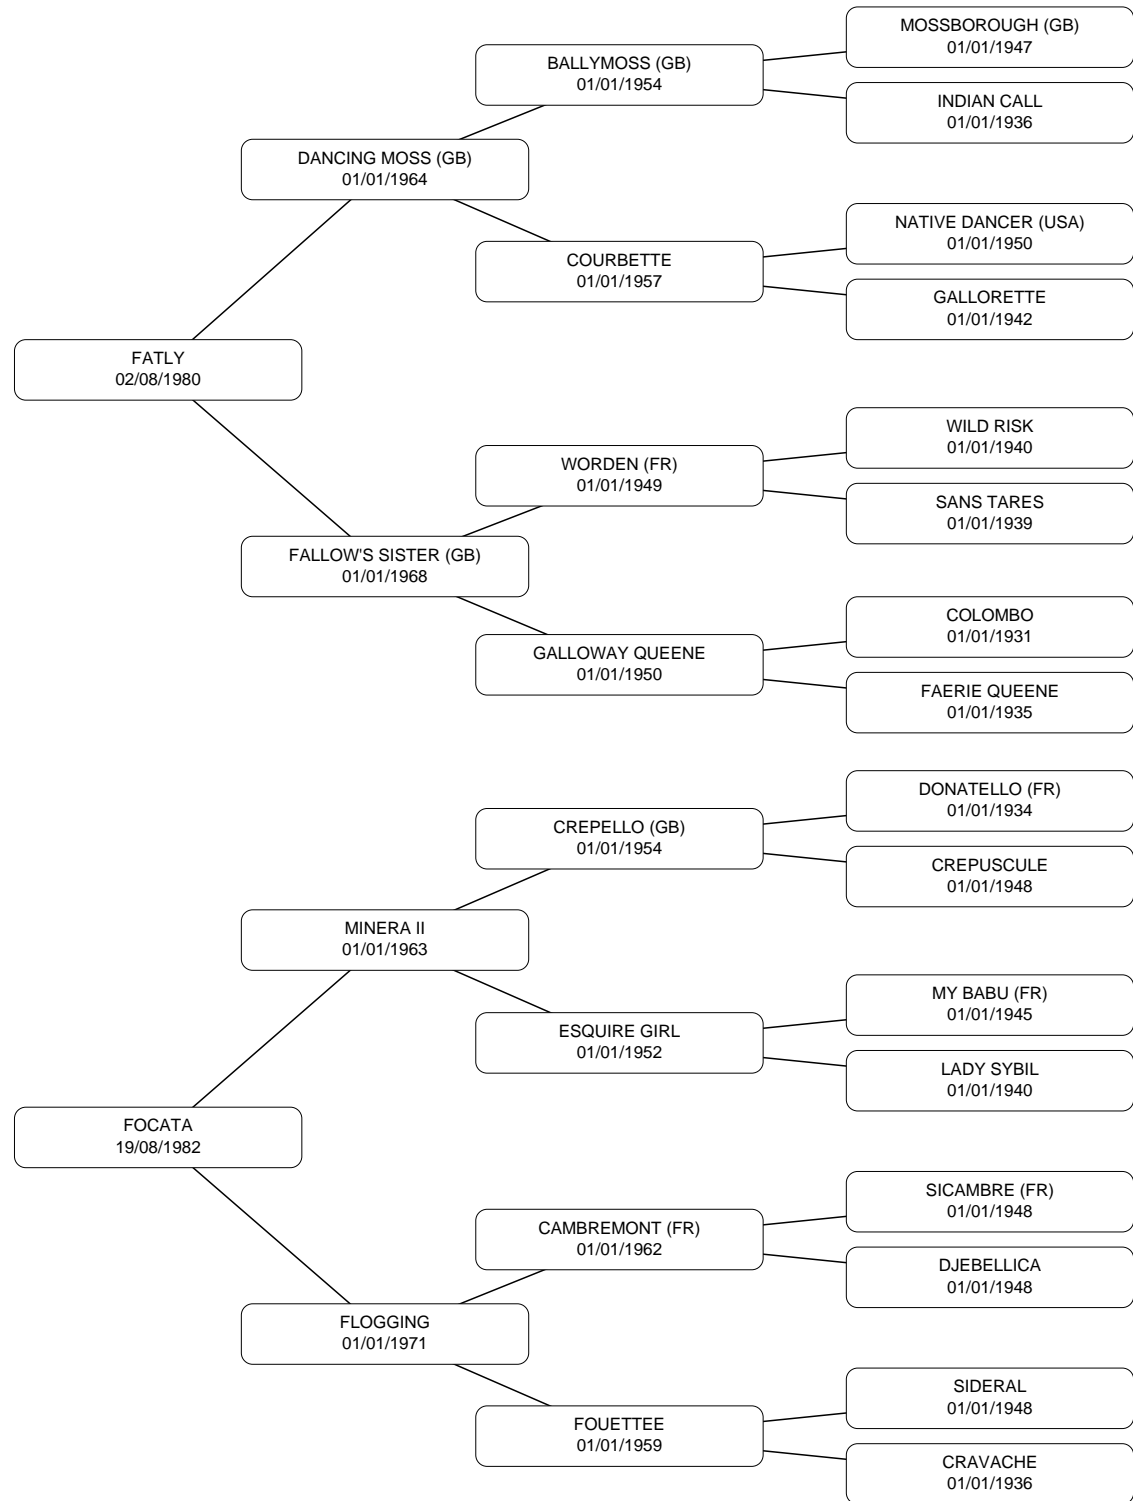 MOSSBOROUGH (GB)
01/01/1947
BALLYMOSS (GB)
01/01/1954
INDIAN CALL
01/01/1936
DANCING MOSS (GB)
01/01/1964
NATIVE DANCER (USA)
01/01/1950
COURBETTE
01/01/1957
GALLORETTE
01/01/1942
FATLY
02/08/1980
WILD RISK
01/01/1940
WORDEN (FR)
01/01/1949
SANS TARES
01/01/1939
FALLOW'S SISTER (GB)
01/01/1968
COLOMBO
01/01/1931
GALLOWAY QUEENE
01/01/1950
FAERIE QUEENE
01/01/1935
DONATELLO (FR)
01/01/1934
CREPELLO (GB)
01/01/1954
CREPUSCULE
01/01/1948
MINERA II
01/01/1963
MY BABU (FR)
01/01/1945
ESQUIRE GIRL
01/01/1952
LADY SYBIL
01/01/1940
FOCATA
19/08/1982
SICAMBRE (FR)
01/01/1948
CAMBREMONT (FR)
01/01/1962
DJEBELLICA
01/01/1948
FLOGGING
01/01/1971
SIDERAL
01/01/1948
FOUETTEE
01/01/1959
CRAVACHE
01/01/1936